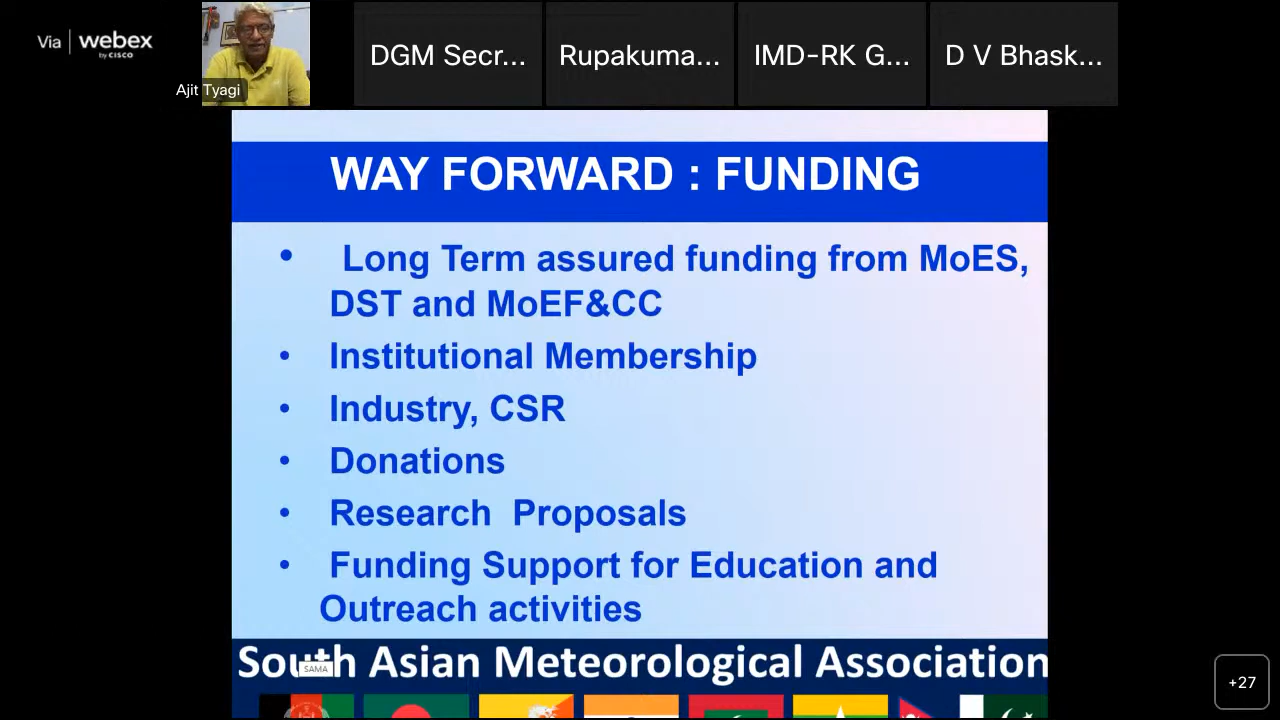 Via webex
by CISCO
Ajit Tyagi
DGM Secr...
Rupakuma...
IMD-RK G...
D V Bhask...
WAY FORWARD : FUNDING
• Long Term assured funding from MoES,
DST and MoEF&CC
• Institutional Membership
• Industry, CSR
• Donations
• Research Proposals
• Funding Support for Education and
Outreach activities
South Asian Meteorological Association
SAMA
+27